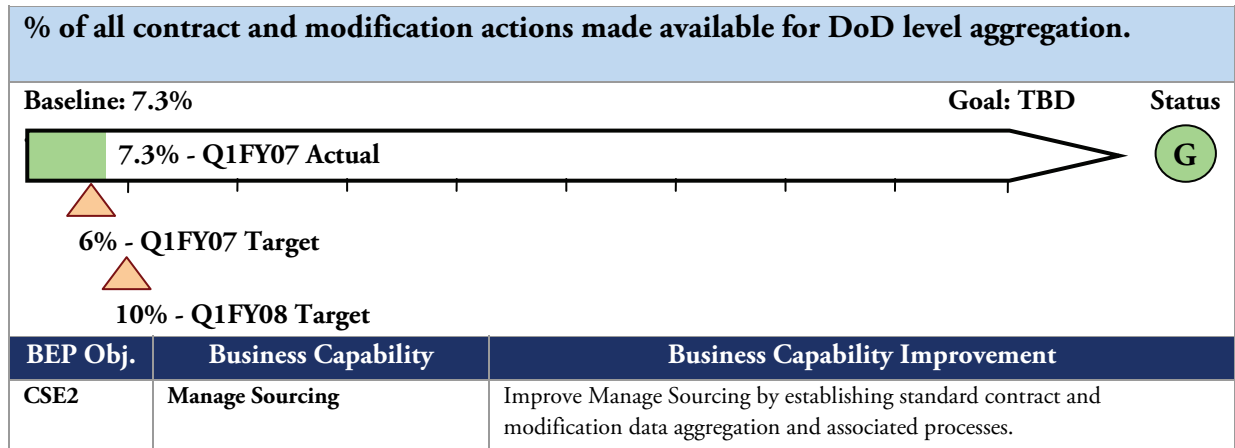 % of all contract and modification actions made available for DoD level aggregation.
Baseline: 7.3%
Goal: TBD
Status
7.3% - Q1FY07 Actual
G
6% - Q1FY07 Target
10% - Q1FY08 Target
BEP Obj.
Business Capability
Business Capability Improvement
CSE2
Manage Sourcing
Improve Manage Sourcing by establishing standard contract and
modification data aggregation and associated processes.